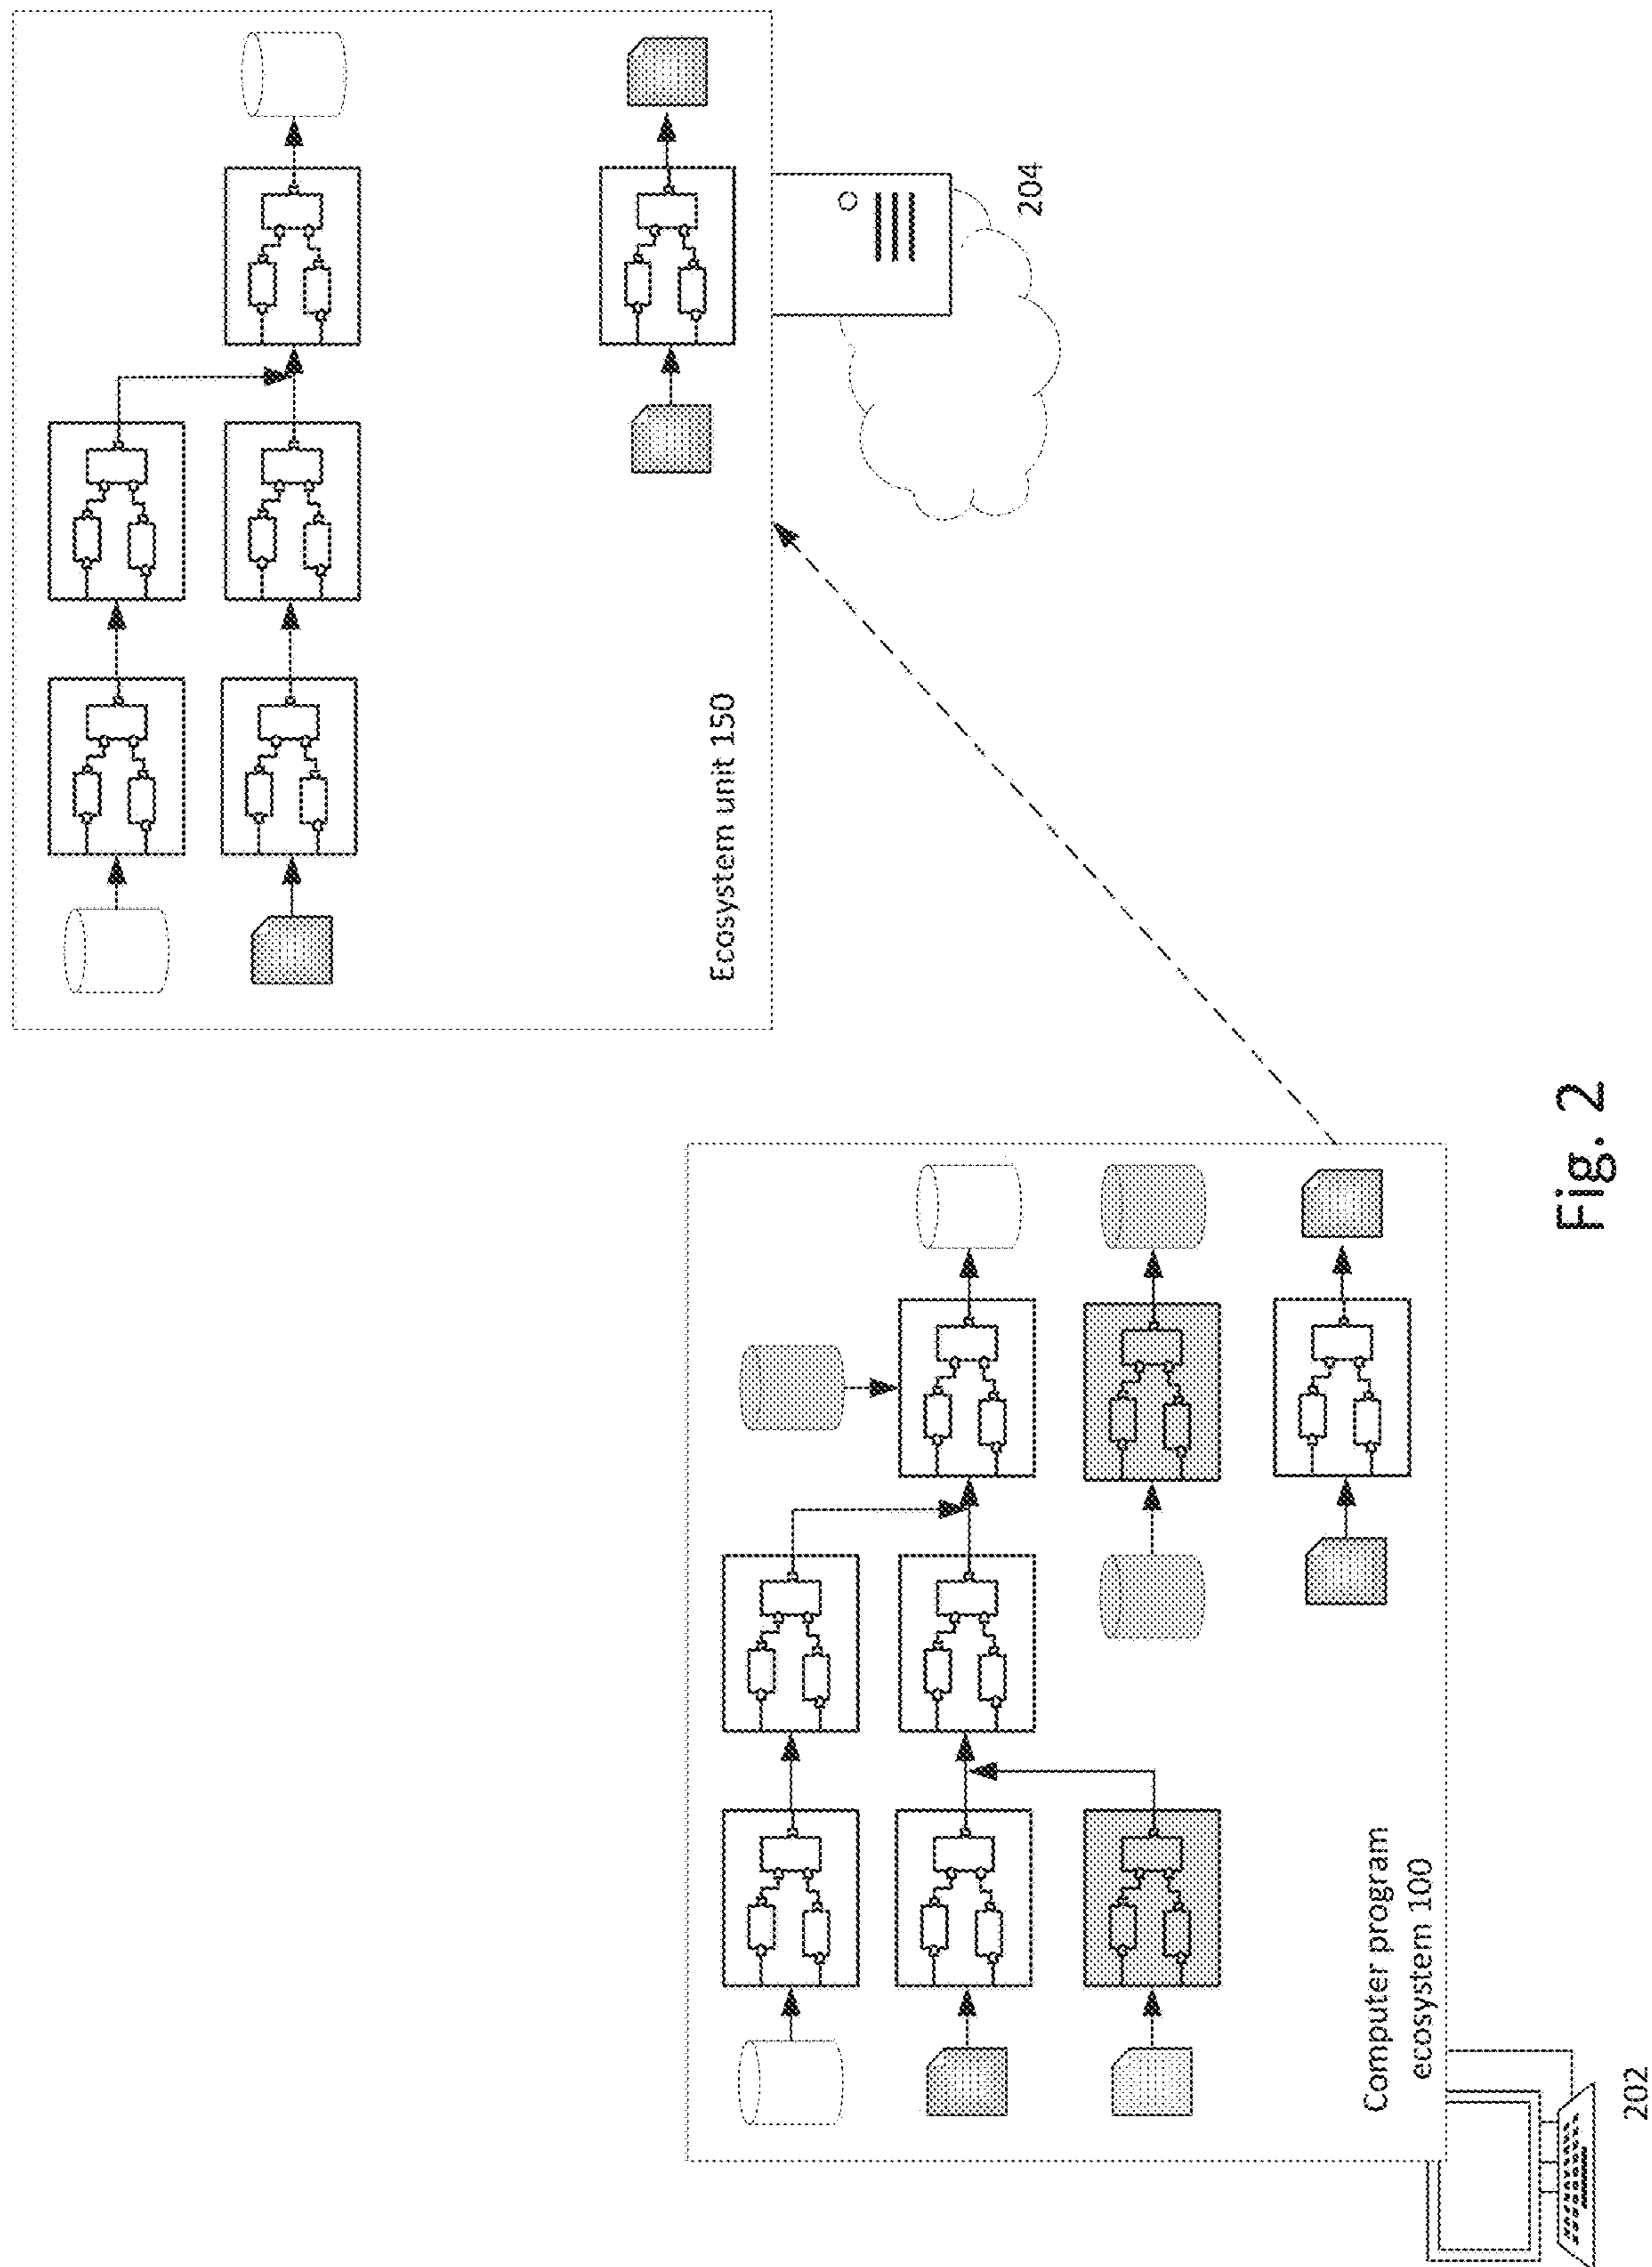 Ecosystem unit 150
204
Computer program
ecosystem 100
202
Fig. 2